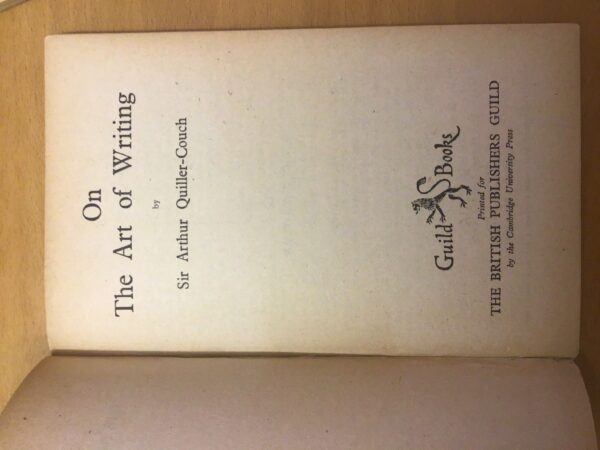 On
The Art of Writing
by
Sir Arthur Quiller-Couch
Guild Books
Printed for
THE BRITISH PUBLISHERS GUILD
by the Cambridge University Press